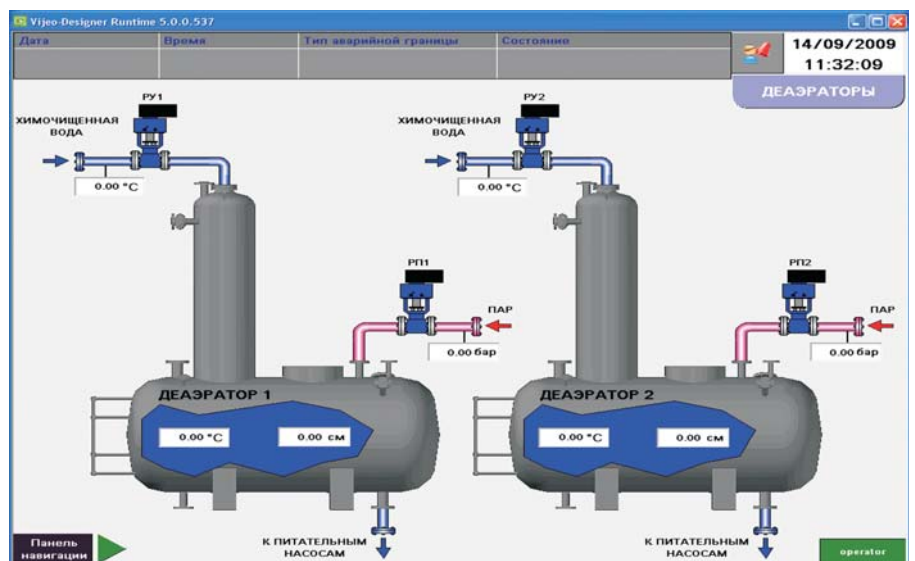 Vijeo-Designer Runtime 5.0.0.537
Дата Время Тип аварийной границы Состояние
14/09/2009
11:32:09
ДЕАЭРАТОРЫ
РУ1
ХИМОЧИЩЕННАЯ
ВОДА
0.00 °C
РУ2
ХИМОЧИЩЕННАЯ
ВОДА
0.00 °C
РП1
ПАР
0.00 бар
РП2
ПАР
0.00 бар
ДЕАЭРАТОР 1
0.00 °C 0.00 см
ДЕАЭРАТОР 2
0.00 °C 0.00 см
К ПИТАТЕЛЬНЫМ
НАСОСАМ
К ПИТАТЕЛЬНЫМ
НАСОСАМ
Панель
навигации
operator